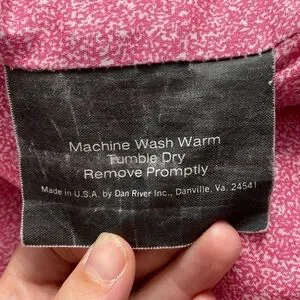 Machine Wash Warm
Tumble Dry
Remove Promptly
Made in U.S.A. by Dan River Inc., Danville, Va. 24541